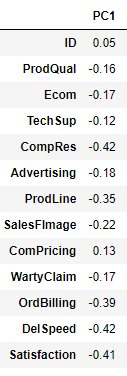 PC1
ID 0.05
ProdQual -0.16
Ecom -0.17
TechSup -0.12
CompRes -0.42
Advertising -0.18
ProdLine -0.35
SalesFImage -0.22
ComPricing 0.13
WartyClaim -0.17
OrdBilling -0.39
DelSpeed -0.42
Satisfaction -0.41